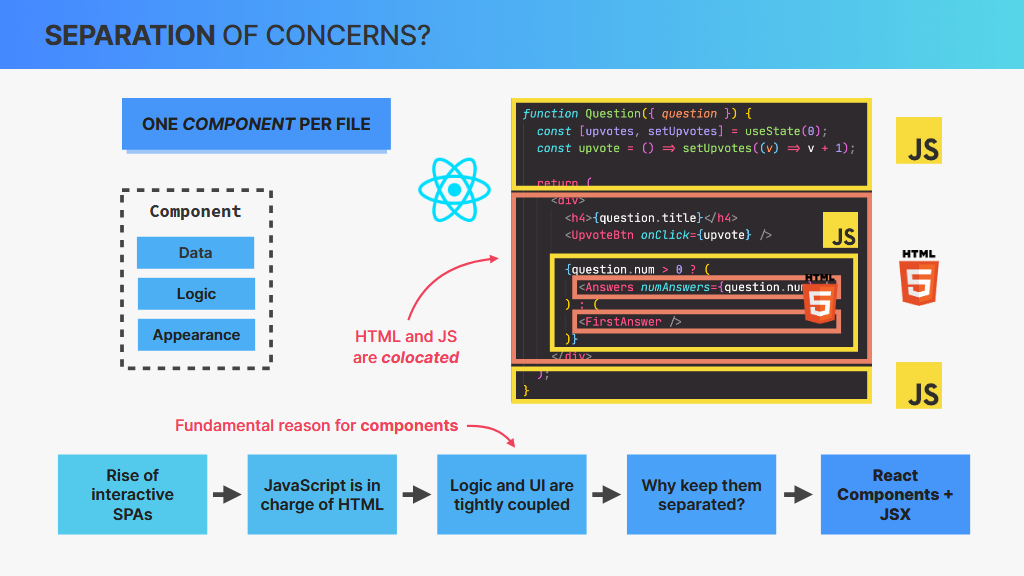 SEPARATION OF CONCERNS?
ONE COMPONENT PER FILE
Component
Data
Logic
Appearance
HTML and JS
are colocated
function Question({ question }) {
const [upvotes, setUpvotes] = useState(0);
const upvote = () ⇒ setUpvotes((v) ⇒ v + 1);
return (
<div>
<h4>{question.title}</h4>
<UpvoteBtn onClick={upvote} />
{question.num > 0 ? (
<Answers numAnswers={question.num
) : (
<FirstAnswer />
)}
</div>
);
}
JS
JS
HTML
5
HTML
5
JS
Fundamental reason for components
Rise of
interactive
SPAs
JavaScript is in
charge of HTML
Logic and UI are
tightly coupled
Why keep them
separated?
React
Components +
JSX